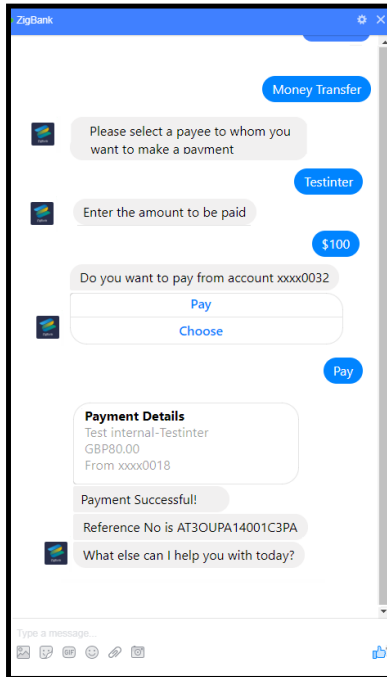 ZigBank
Money Transfer
Please select a payee to whom you
want to make a payment
Testinter
Enter the amount to be paid
$100
Do you want to pay from account xxxx0032
Pay
Choose
Pay
Payment Details
Test internal-Testinter
GBP80.00
From xxxx0018
Payment Successful!
Reference No is AT3OUPA14001C3PA
What else can I help you with today?
Type a message...
GIF